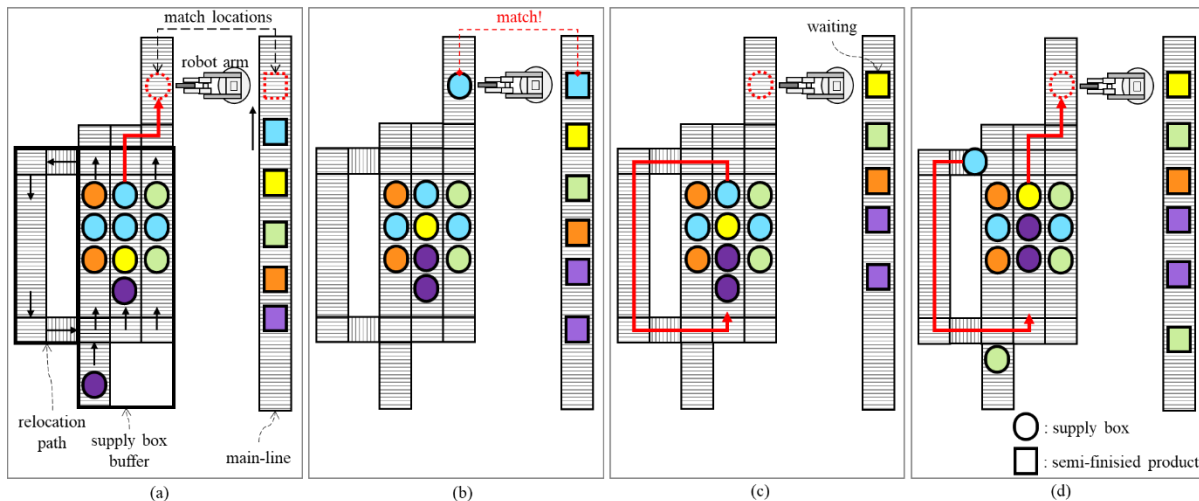 match locations
robot arm
relocation
path
supply box
buffer
main-line
(a)
match!
(b)
waiting
(c)
: supply box
: semi-finisied product
(d)